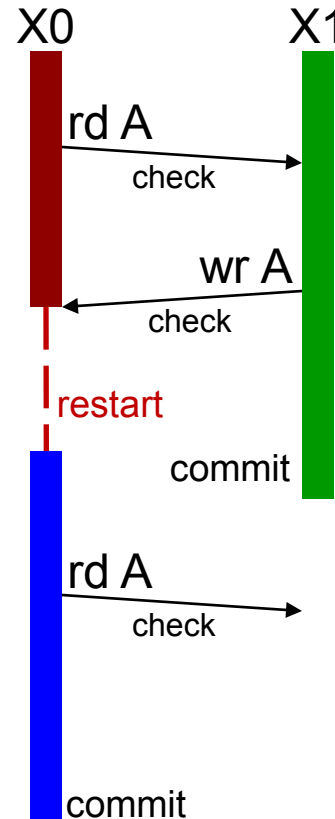 X0 X1
rd A
check
wr A
check
restart
commit
rd A
check
commit